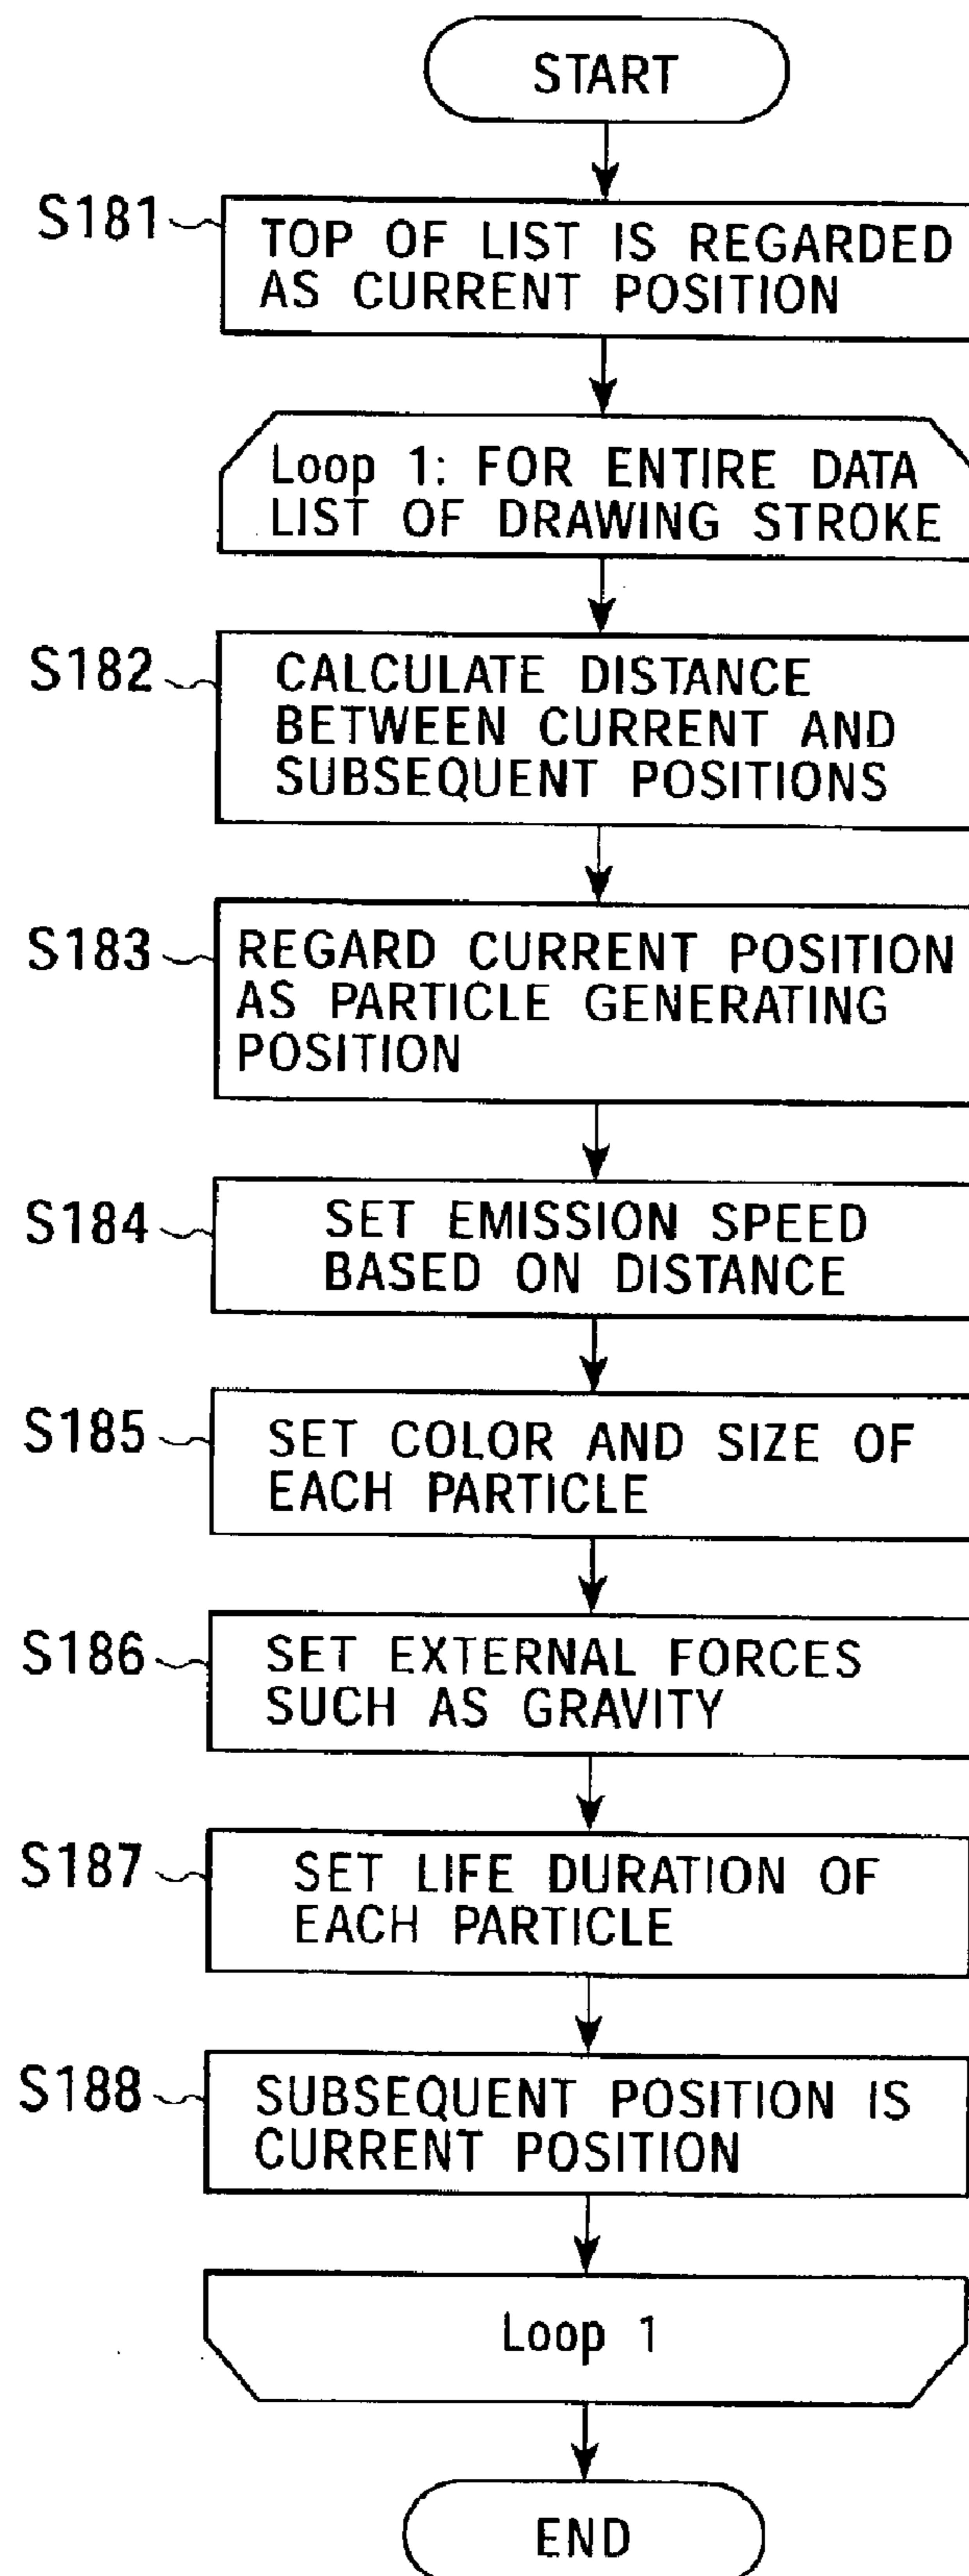 START
S181
TOP OF LIST IS REGARDED
AS CURRENT POSITION
Loop 1: FOR ENTIRE DATA
LIST OF DRAWING STROKE
S182
CALCULATE DISTANCE
BETWEEN CURRENT AND
SUBSEQUENT POSITIONS
S183
REGARD CURRENT POSITION
AS PARTICLE GENERATING
POSITION
S184
SET EMISSION SPEED
BASED ON DISTANCE
S185
SET COLOR AND SIZE OF
EACH PARTICLE
S186
SET EXTERNAL FORCES
SUCH AS GRAVITY
S187
SET LIFE DURATION OF
EACH PARTICLE
S188
SUBSEQUENT POSITION IS
CURRENT POSITION
Loop 1
END